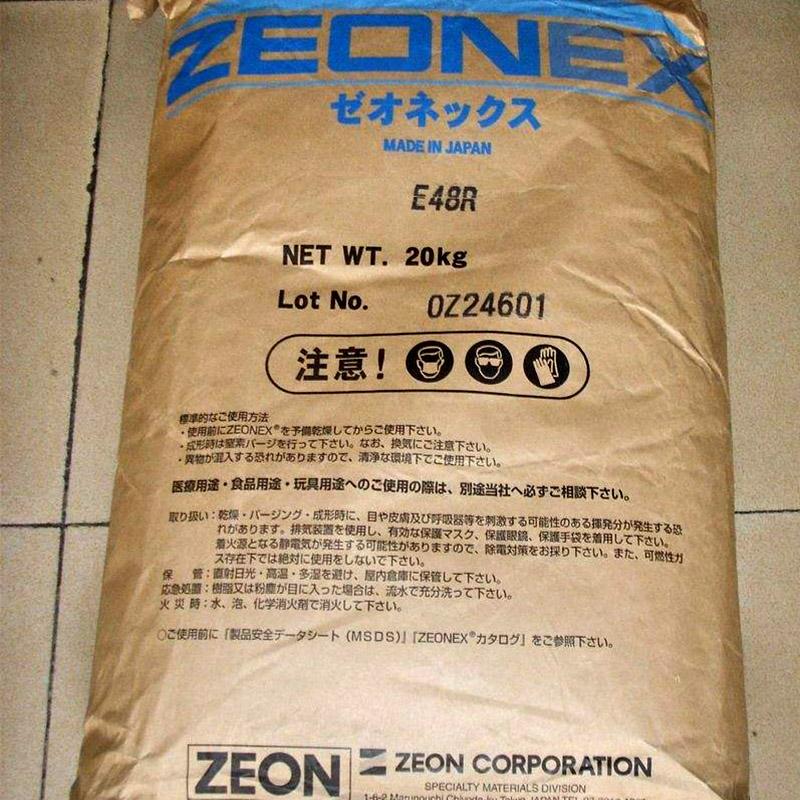 ZEONEX
ゼオネックス
MADE IN JAPAN
E48R
NET WT. 20kg
Lot No. 0Z24601
注意!
標準的なご使用方法
・使用前にZEONEX®を予備乾燥してからご使用下さい。
・成形時は窒素パージを行って下さい。なお、換気にご注意下さい。
・異物が混入する恐れがありますので、清浄な環境下でご使用下さい。
医療用途・食品用途・玩具用途へのご使用の際は、別途当社へ必ずご相談下さい。
取り扱い:乾燥・パージング・成形時に、目や皮膚及び呼吸器等を刺激する可能性のある揮発分が発生する恐
れがあります。排気装置を使用し、有効な保護マスク、保護眼鏡、保護手袋を着用して下さい。
着火源となる静電気が発生する可能性がありますので、除電対策をお採り下さい。また、可燃性ガ
ス存在下では絶対に使用をしないで下さい。
保 管:直射日光・高温・多湿を避け、屋内倉庫に保管して下さい。
応急処置:樹脂又は粉塵が目に入った場合は、流水で充分洗って下さい。
火 災 時:水、泡、化学消火剤で消火して下さい。
○ご使用前に『製品安全データシート(MSDS)』『ZEONEX®カタログ』をご参照下さい。
ZEON
ZEON CORPORATION
SPECIALTY MATERIALS DIVISION
1-6-2 Marunouchi Chiyoda-ku Tokyo, JAPAN TEL